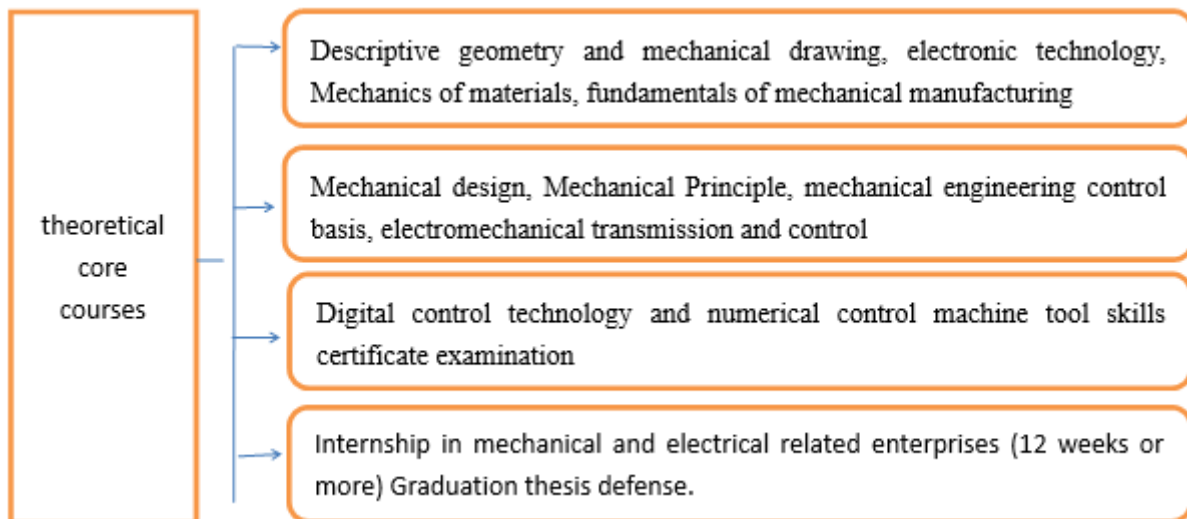 theoretical
core
courses
Descriptive geometry and mechanical drawing, electronic technology,
Mechanics of materials, fundamentals of mechanical manufacturing
Mechanical design, Mechanical Principle, mechanical engineering control
basis, electromechanical transmission and control
Digital control technology and numerical control machine tool skills
certificate examination
Internship in mechanical and electrical related enterprises (12 weeks or
more) Graduation thesis defense.